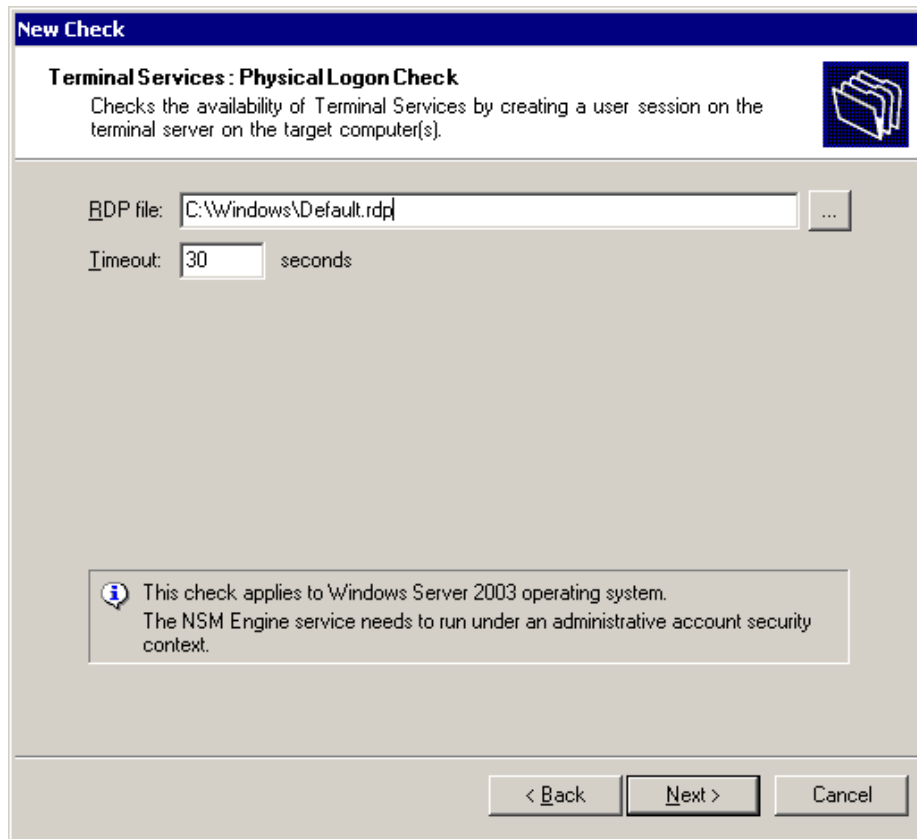 New Check
Terminal Services : Physical Logon Check
Checks the availability of Terminal Services by creating a user session on the
terminal server on the target computer(s).
RDP file: C:\Windows\Default.rdp ...
Timeout: 30 seconds
This check applies to Windows Server 2003 operating system.
The NSM Engine service needs to run under an administrative account security
context.
< Back Next > Cancel